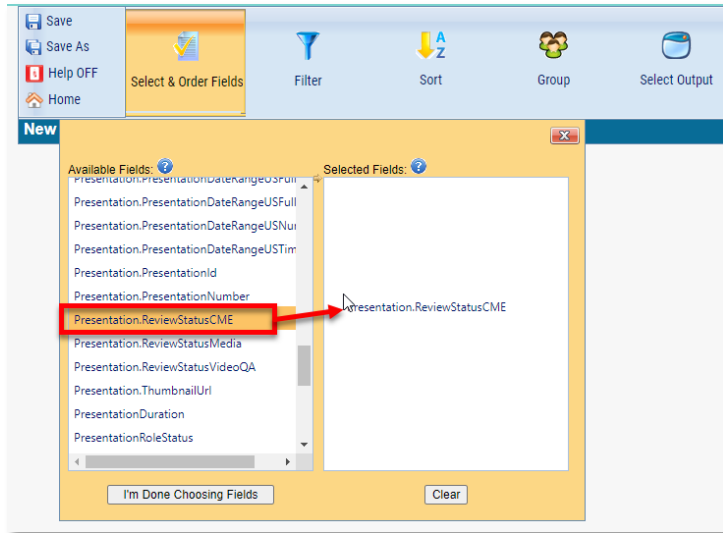 Save
Save As
Help OFF
Home
Select & Order Fields
Filter
Sort
Group
Select Output
New
Available Fields:
Selected Fields:
Presentation.PresentationDateRangeUSFull
Presentation.PresentationDateRangeUSFull
Presentation.PresentationDateRangeUSNu
Presentation.PresentationDateRangeUSTim
Presentation.PresentationId
Presentation.PresentationNumber
Presentation.ReviewStatusCME
Presentation.ReviewStatusCME
Presentation.ReviewStatusMedia
Presentation.ReviewStatusVideoQA
Presentation.ThumbnailUrl
PresentationDuration
PresentationRoleStatus
I'm Done Choosing Fields
Clear